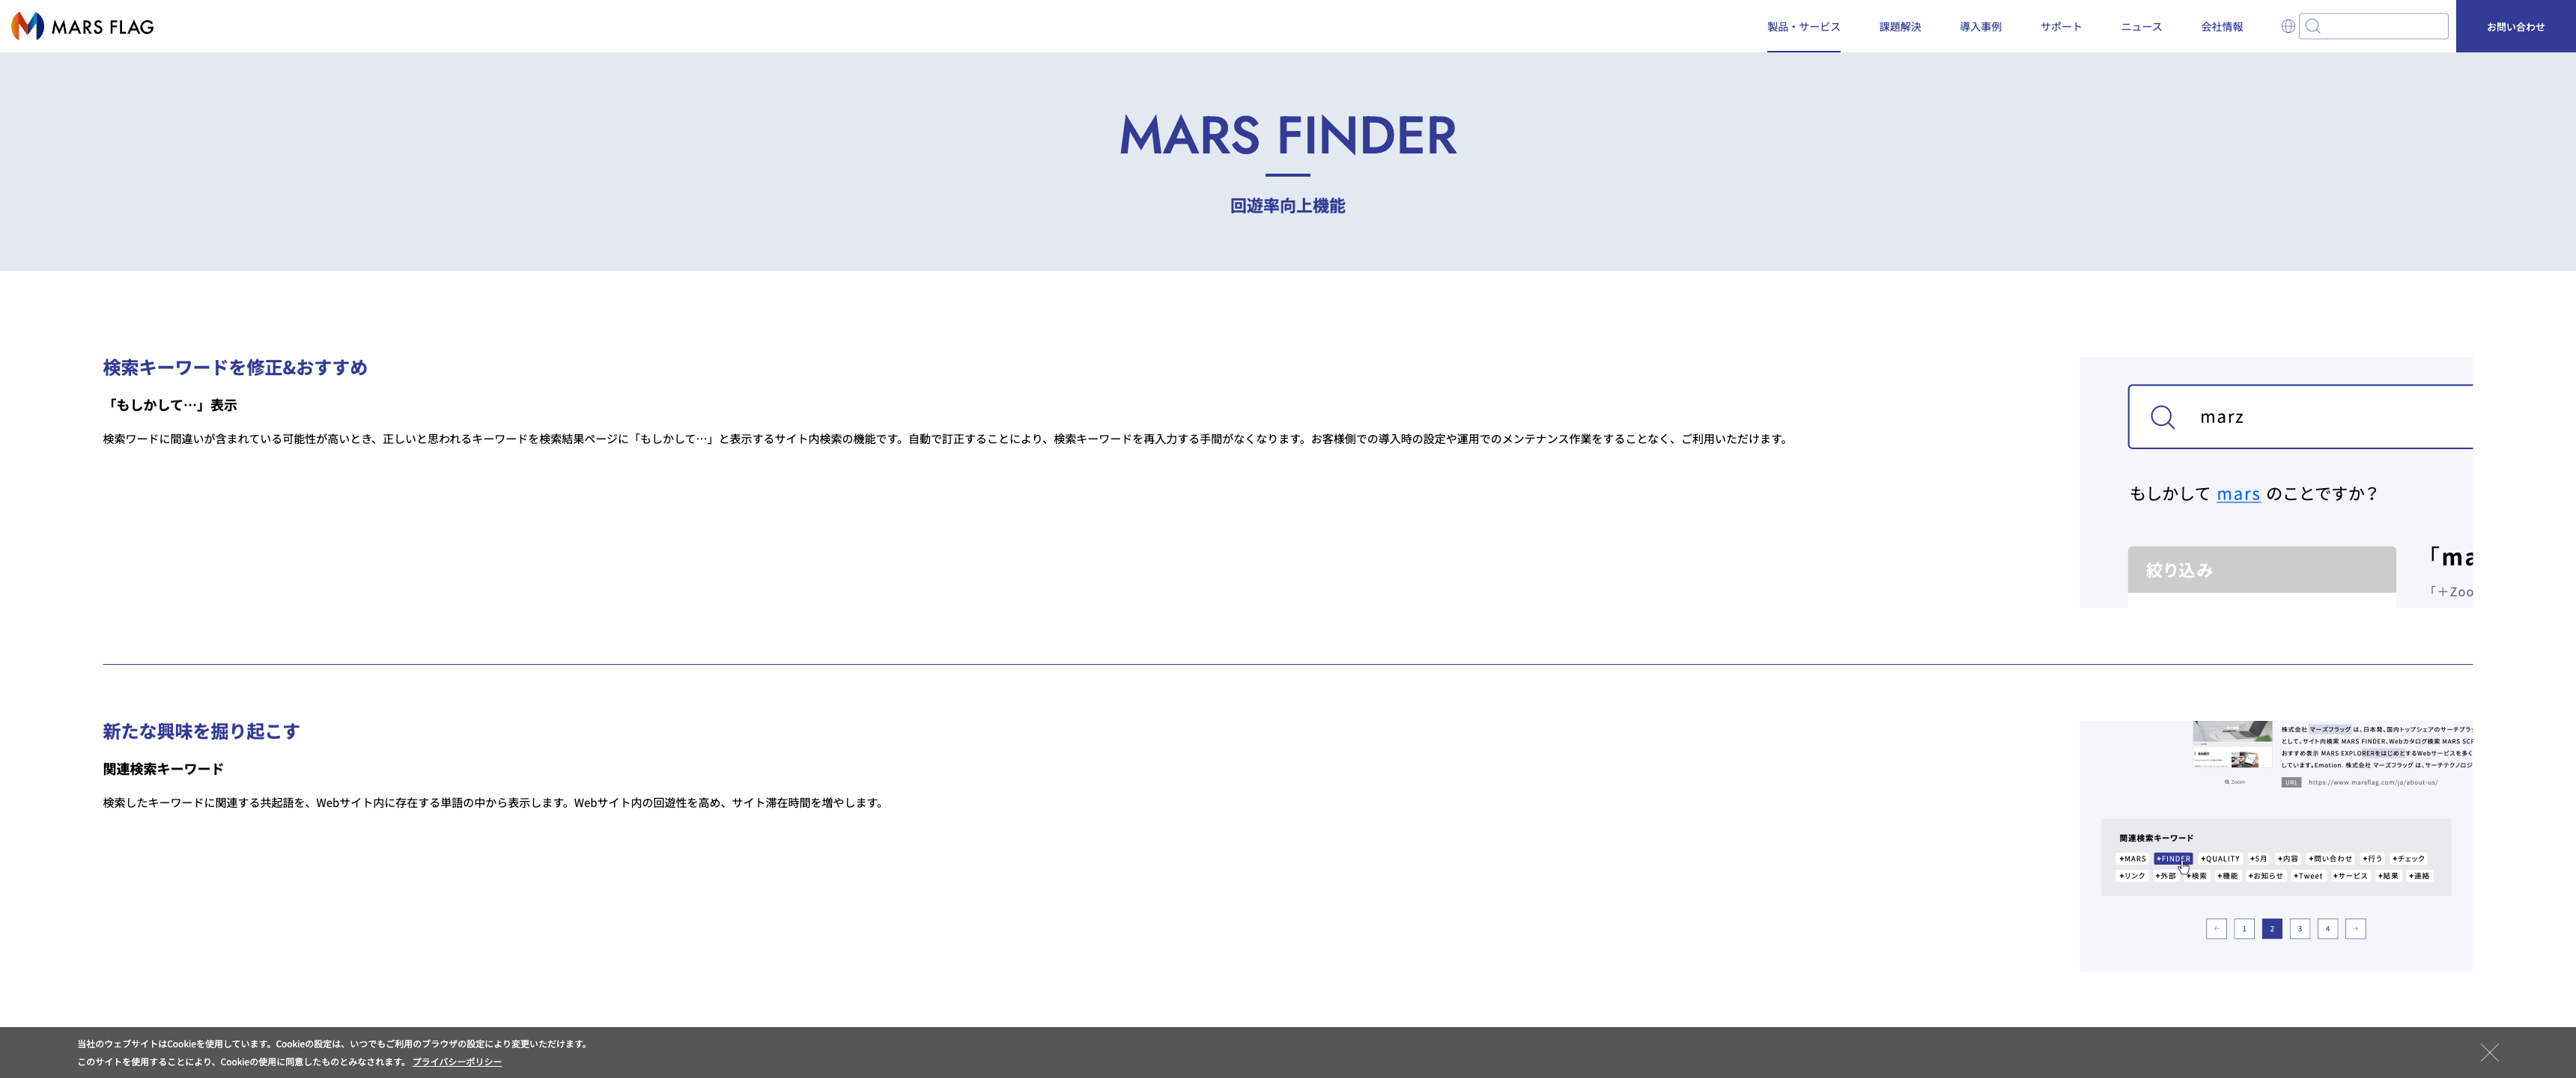 MARS FLAG
製品・サービス
課題解決
導入事例
サポート
ニュース
会社情報
お問い合わせ
MARS FINDER
回遊率向上機能
検索キーワードを修正&おすすめ
「もしかして…」表示
検索ワードに間違いが含まれている可能性が高いとき、正しいと思われるキーワードを検索結果ページに「もしかして…」と表示するサイト内検索の機能です。自動で訂正することにより、検索キーワードを再入力する手間がなくなります。お客様側での導入時の設定や運用でのメンテナンス作業をすることなく、ご利用いただけます。
marz
もしかして mars のことですか？
絞り込み
「ma
「＋Zoo
新たな興味を掘り起こす
関連検索キーワード
検索したキーワードに関連する共起語を、Webサイト内に存在する単語の中から表示します。Webサイト内の回遊性を高め、サイト滞在時間を増やします。
株式会社 マーズフラッグ は、日本発、国内トップシェアのサーチプラ
として、サイト内検索 MARS FINDER、Webカタログ検索 MARS SCR
おすすめ表示 MARS EXPLORERをはじめとするWebサービスを多く
しています。Emotion. 株式会社 マーズフラッグ は、サーチテクノロジ
Zoom
URL https://www.marsflag.com/ja/about-us/
関連検索キーワード
+MARS +FINDER +QUALITY +5月 +内容 +問い合わせ +行う +チェック
+リンク +外部 +検索 +機能 +お知らせ +Tweet +サービス +結果 +連絡
← 1 2 3 4 →
当社のウェブサイトはCookieを使用しています。Cookieの設定は、いつでもご利用のブラウザの設定により変更いただけます。
このサイトを使用することにより、Cookieの使用に同意したものとみなされます。 プライバシーポリシー